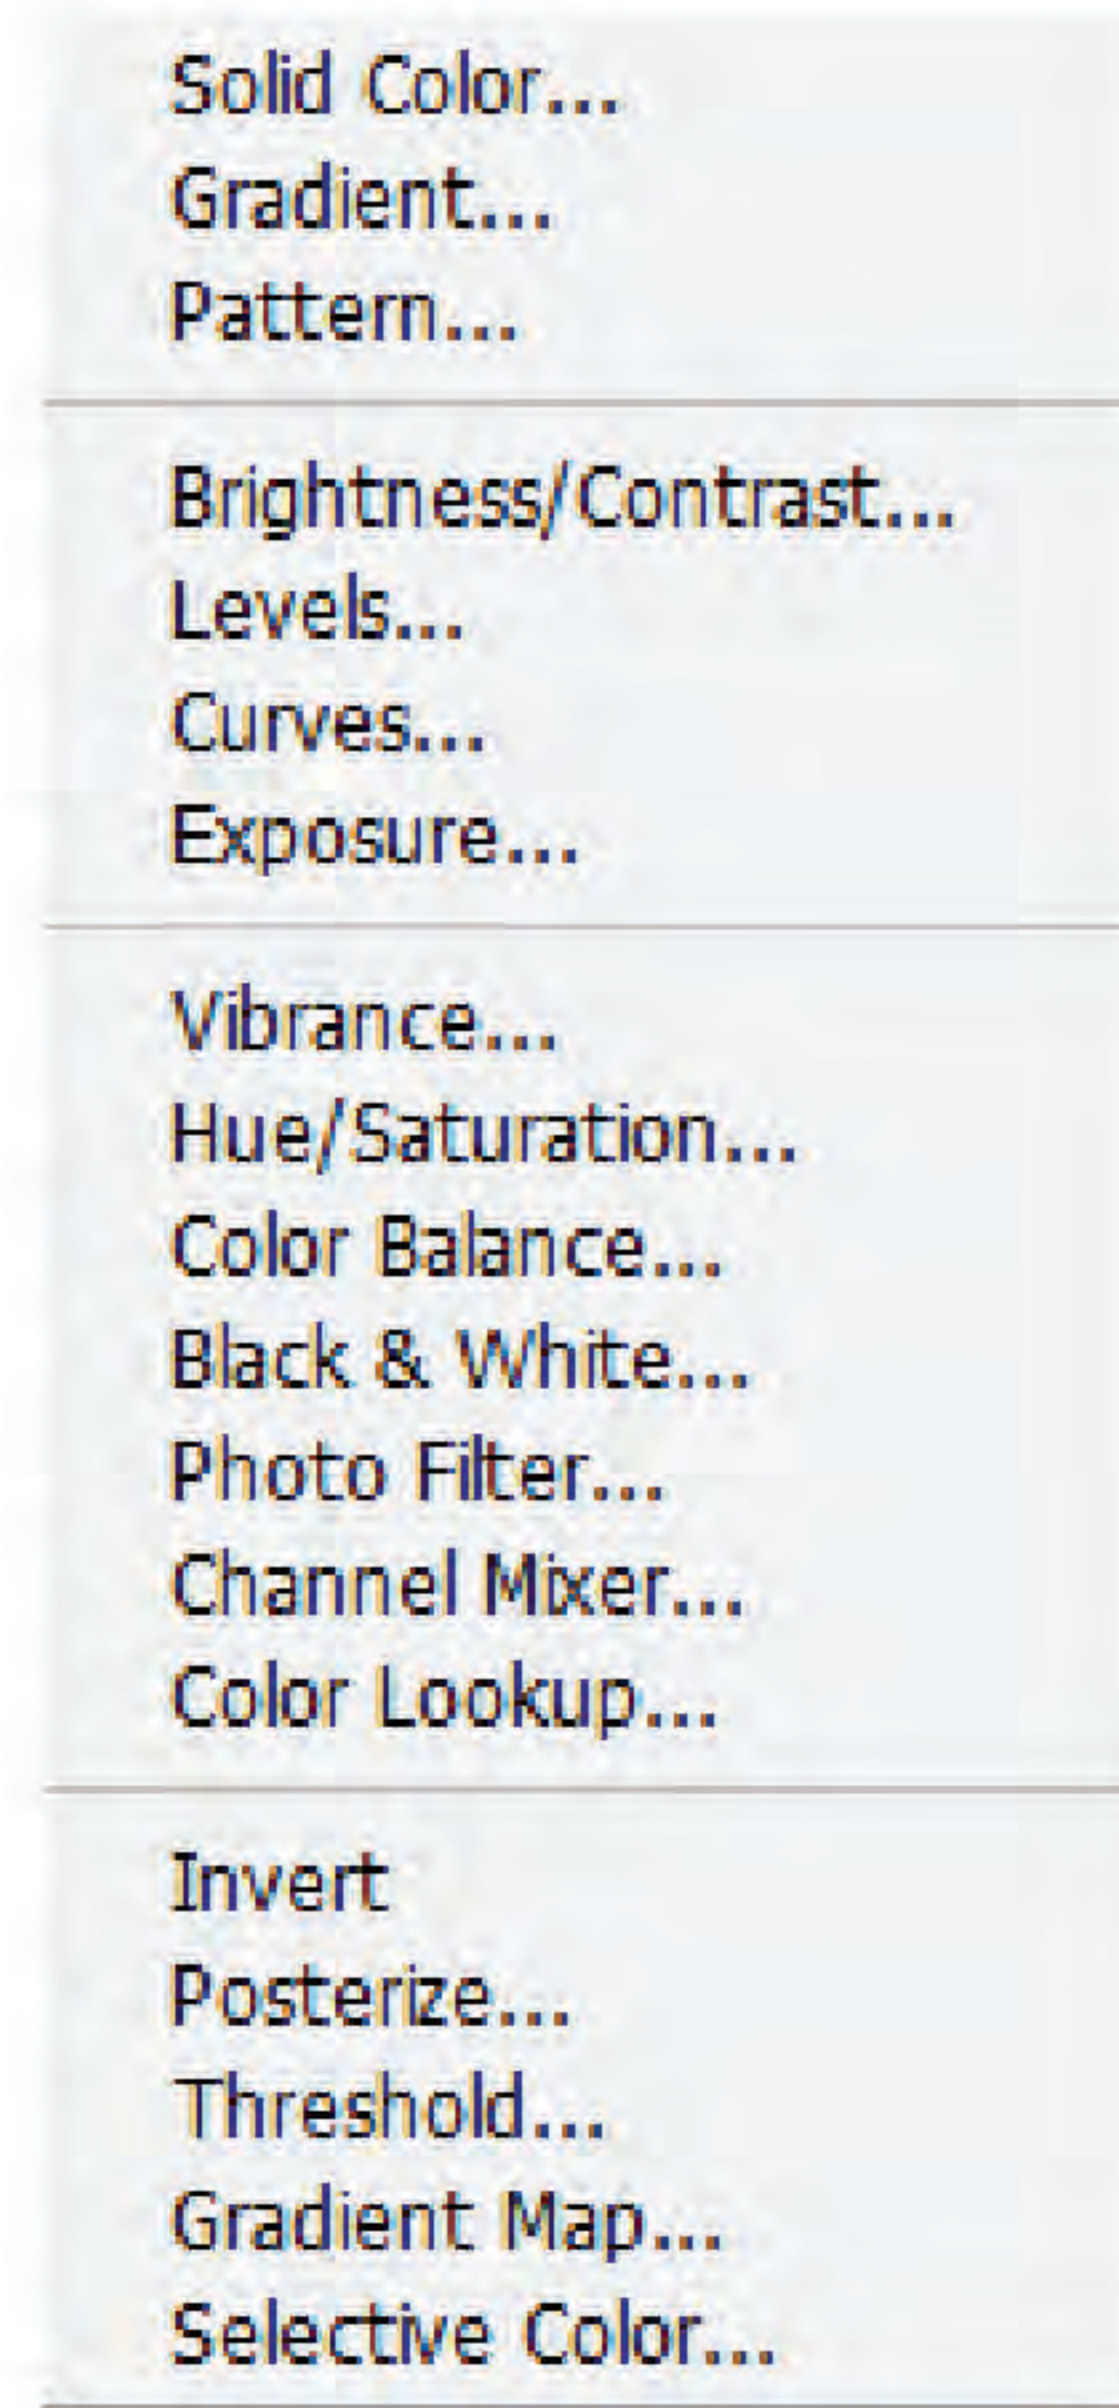 Solid Color...
Gradient...
Pattern...
Brightness/Contrast...
Levels...
Curves...
Exposure...
Vibrance...
Hue/Saturation...
Color Balance...
Black & White...
Photo Filter...
Channel Mixer...
Color Lookup...
Invert
Posterize...
Threshold...
Gradient Map...
Selective Color...